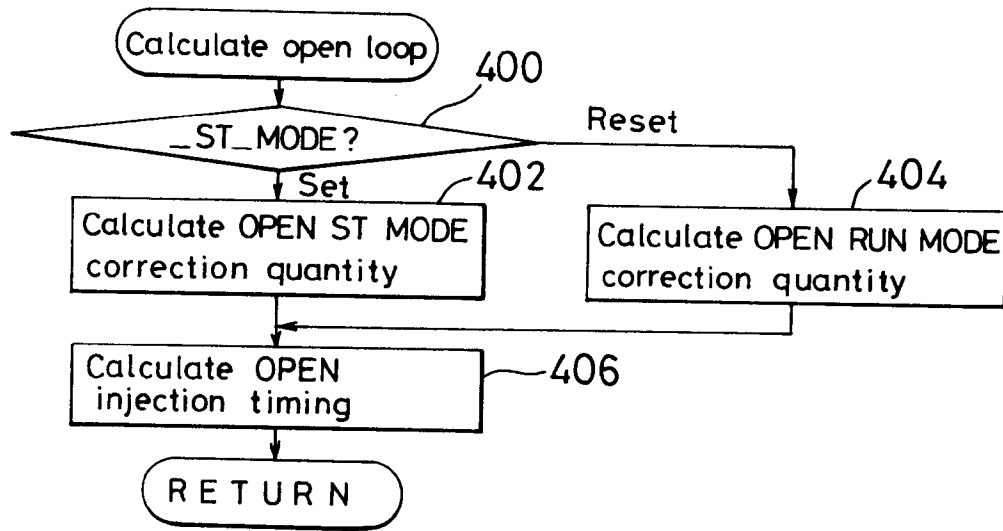 Calculate open loop
400
_ST_MODE?
Reset
Set
402
404
Calculate OPEN ST MODE
correction quantity
Calculate OPEN RUN MODE
correction quantity
Calculate OPEN
injection timing
406
RETURN